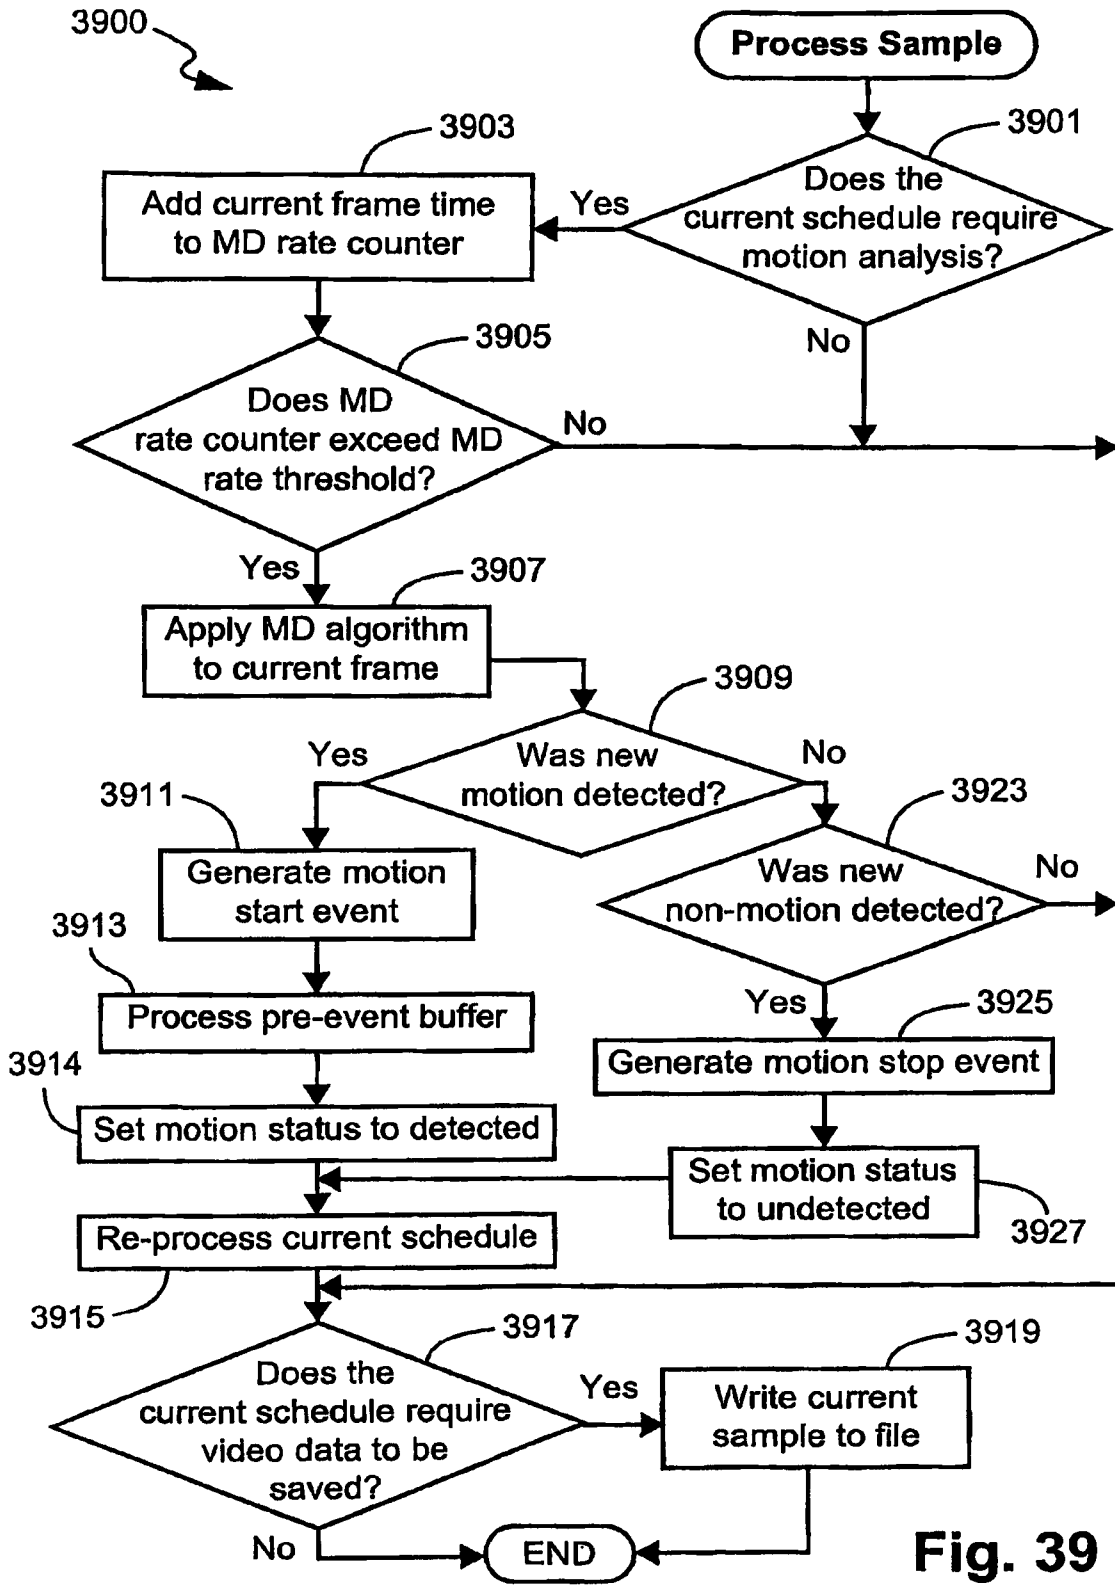 3900
Process Sample
3901
Does the
current schedule require
motion analysis?
Yes
No
3903
Add current frame time
to MD rate counter
3905
Does MD
rate counter exceed MD
rate threshold?
No
Yes
3907
Apply MD algorithm
to current frame
3909
Was new
motion detected?
Yes
No
3911
Generate motion
start event
3923
Was new
non-motion detected?
No
Yes
3913
Process pre-event buffer
3925
Generate motion stop event
3914
Set motion status to detected
Set motion status
to undetected
3927
Re-process current schedule
3915
3917
Does the
current schedule require
video data to be
saved?
Yes
No
3919
Write current
sample to file
END
Fig. 39